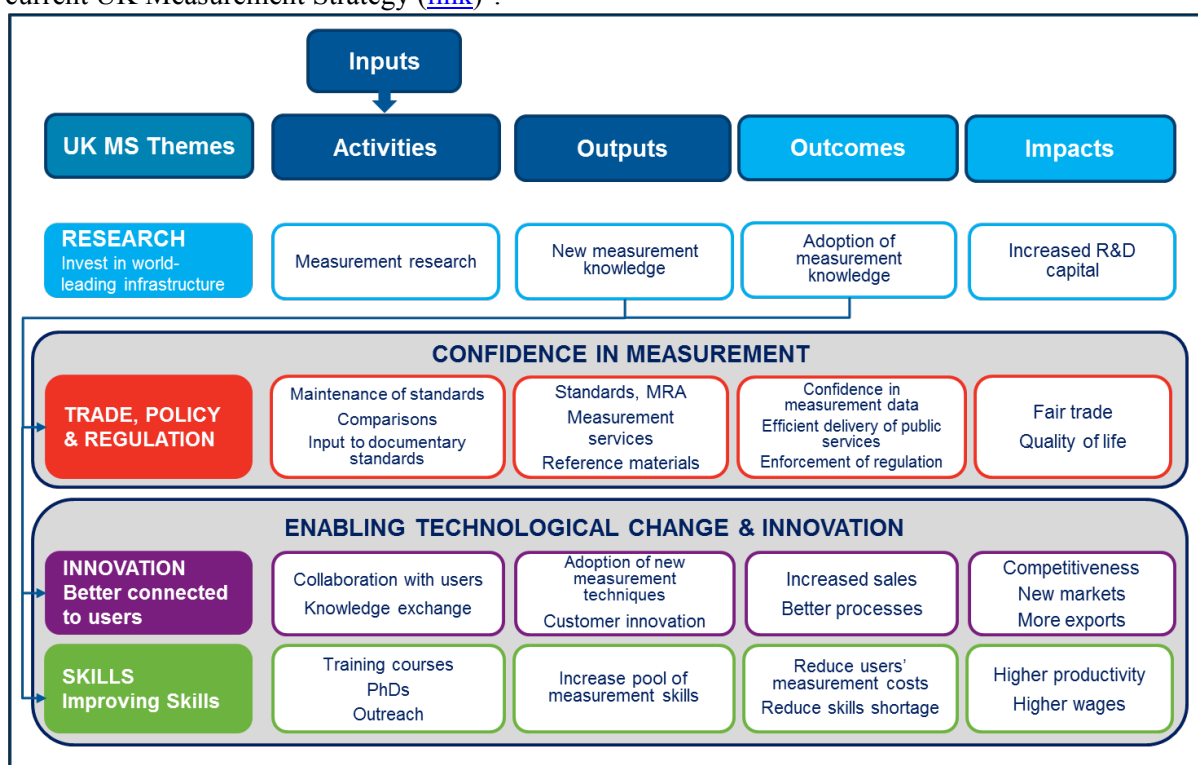 current UK Measurement Strategy (link)
Inputs
UK MS Themes
Activities
Outputs
Outcomes
Impacts
RESEARCH
Invest in world-
leading infrastructure
Measurement research
New measurement
knowledge
Adoption of
measurement
knowledge
Increased R&D
capital
CONFIDENCE IN MEASUREMENT
TRADE, POLICY
& REGULATION
Maintenance of standards
Comparisons
Input to documentary
standards
Standards, MRA
Measurement
services
Reference materials
Confidence in
measurement data
Efficient delivery of public
services
Enforcement of regulation
Fair trade
Quality of life
ENABLING TECHNOLOGICAL CHANGE & INNOVATION
INNOVATION
Better connected
to users
Collaboration with users
Knowledge exchange
Adoption of new
measurement
techniques
Customer innovation
Increased sales
Better processes
Competitiveness
New markets
More exports
SKILLS
Improving Skills
Training courses
PhDs
Outreach
Increase pool of
measurement skills
Reduce users'
measurement costs
Reduce skills shortage
Higher productivity
Higher wages